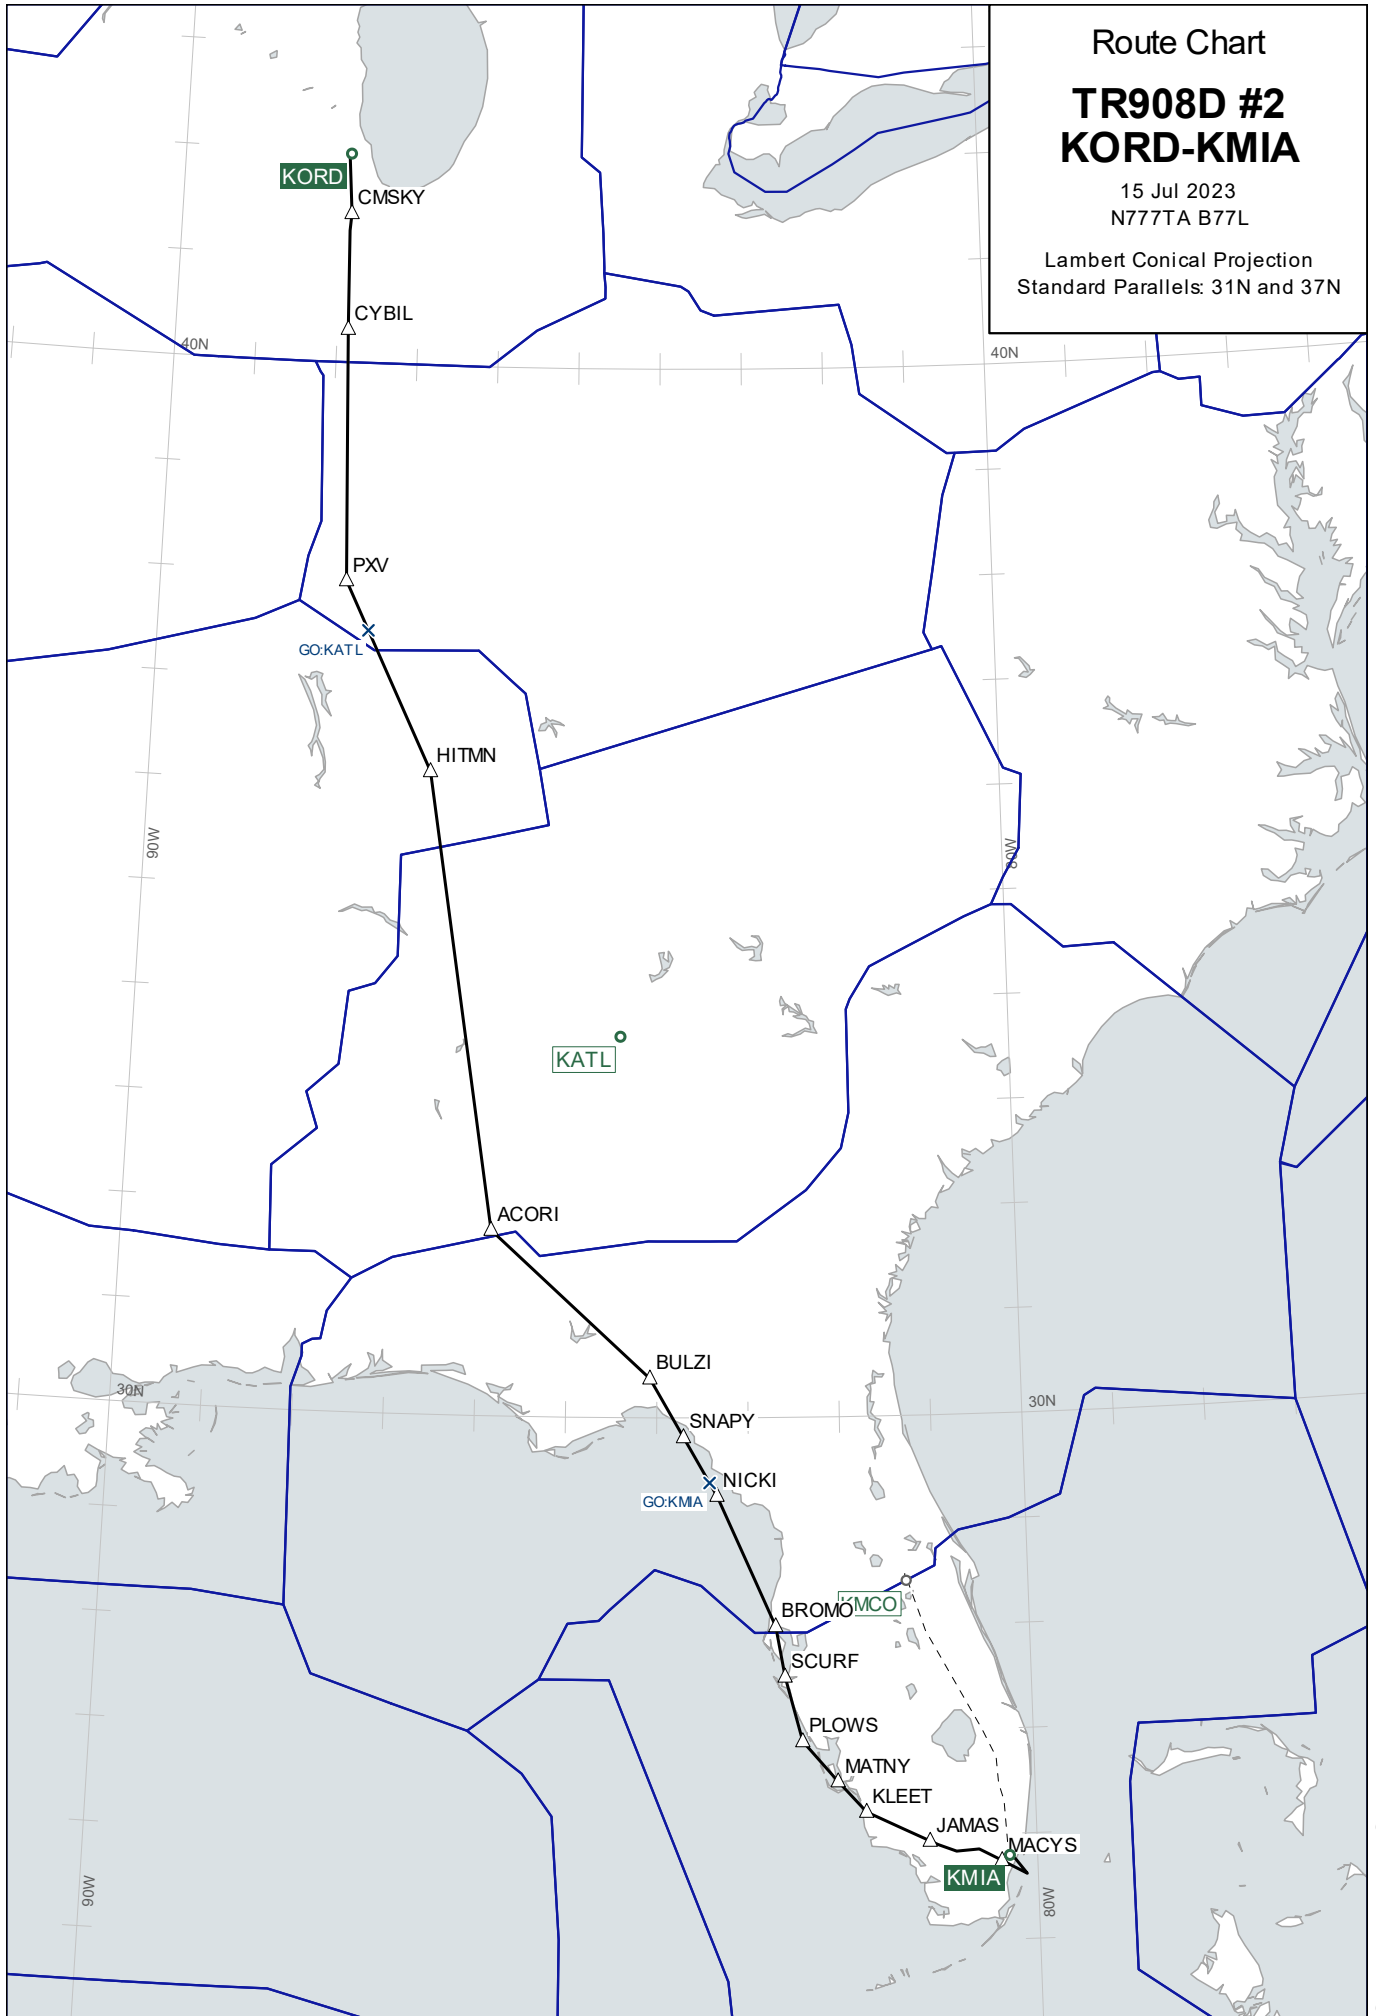 Route Chart
TR908D #2
KORD-KMIA
15 Jul 2023
N777TA B77L
Lambert Conical Projection
Standard Parallels: 31N and 37N
KORD
CMSKY
CYBIL
40N
40N
PXV
GO:KATL
HITMN
90W
80W
KATL
ACORI
BULZI
30N
30N
SNAPY
NICKI
GO:KMIA
BROMO
KMCO
SCURF
PLOWS
MATNY
KLEET
JAMAS
MACYS
KMIA
90W
80W